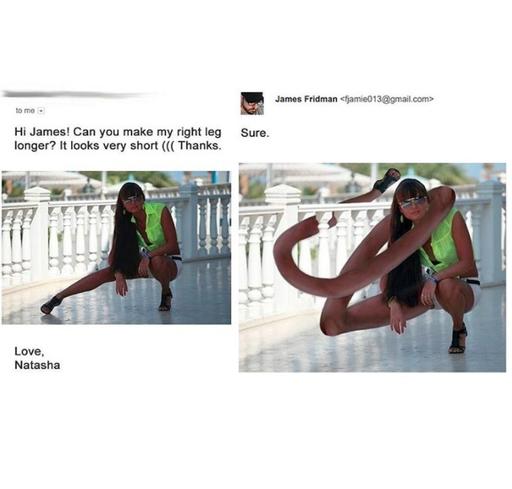 to me
Hi James! Can you make my right leg
longer? It looks very short ((( Thanks.
Love,
Natasha
James Fridman <fjamie013@gmail.com>
Sure.